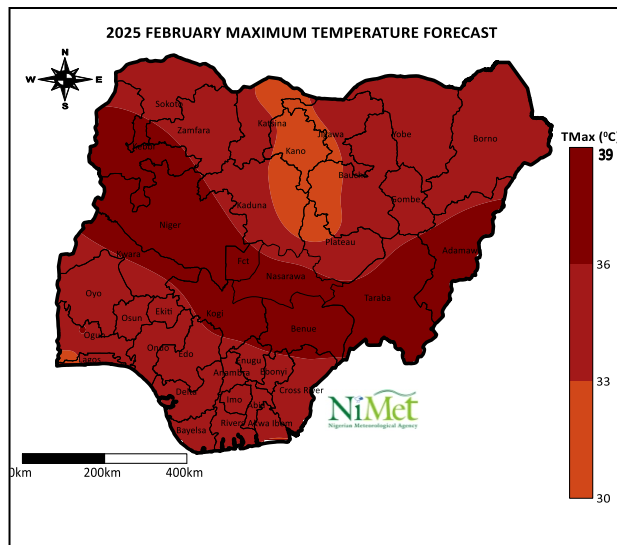 2025 FEBRUARY MAXIMUM TEMPERATURE FORECAST
N
W E
S
TMax (⁰C)
39
36
33
30
Sokoto
Zamfara
Katsina
Kano
Jigawa
Yobe
Borno
Bauchi
Gombe
Kaduna
Plateau
Adamawa
Nigur
Kwara
Fct
Nasarawa
Taraba
Oyo
Ekiti
Osun
Kogi
Benue
Ogun
Ondo
Edo
Lagos
Enugu
Anambra
Ebonyi
Delta
Imo
Abia
Cross River
Bayelsa
Rivers
Akwa Ibom
NiMet
Nigerian Meteorological Agency
0km 200km 400km